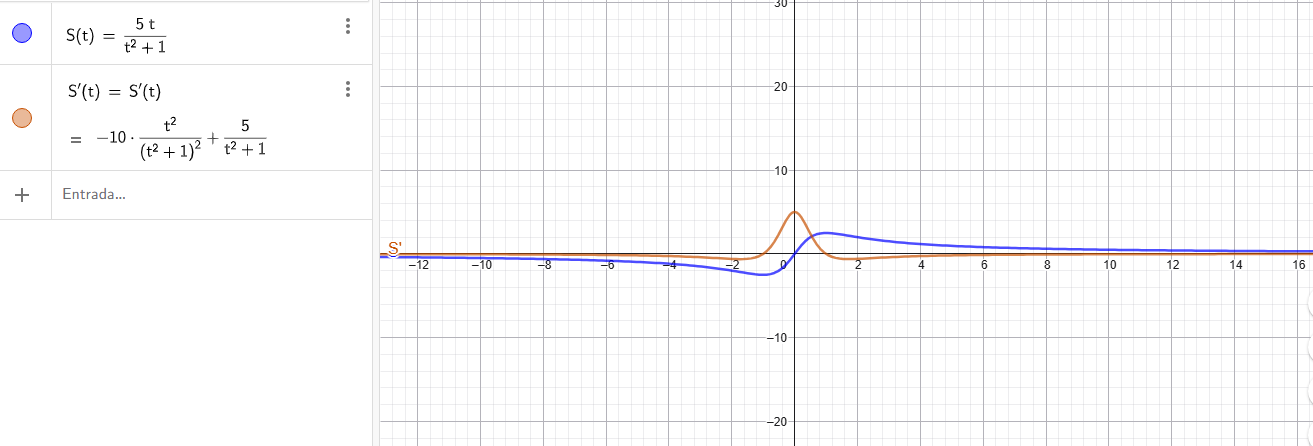 S(t) = 5 t / t² + 1
S′(t) = S′(t)
= −10 · t² / (t² + 1)² + 5 / t² + 1
+ Entrada...
30
20
10
S'
−12 −10 −8 −6 −4 −2 0 2 4 6 8 10 12 14 16
−10
−20